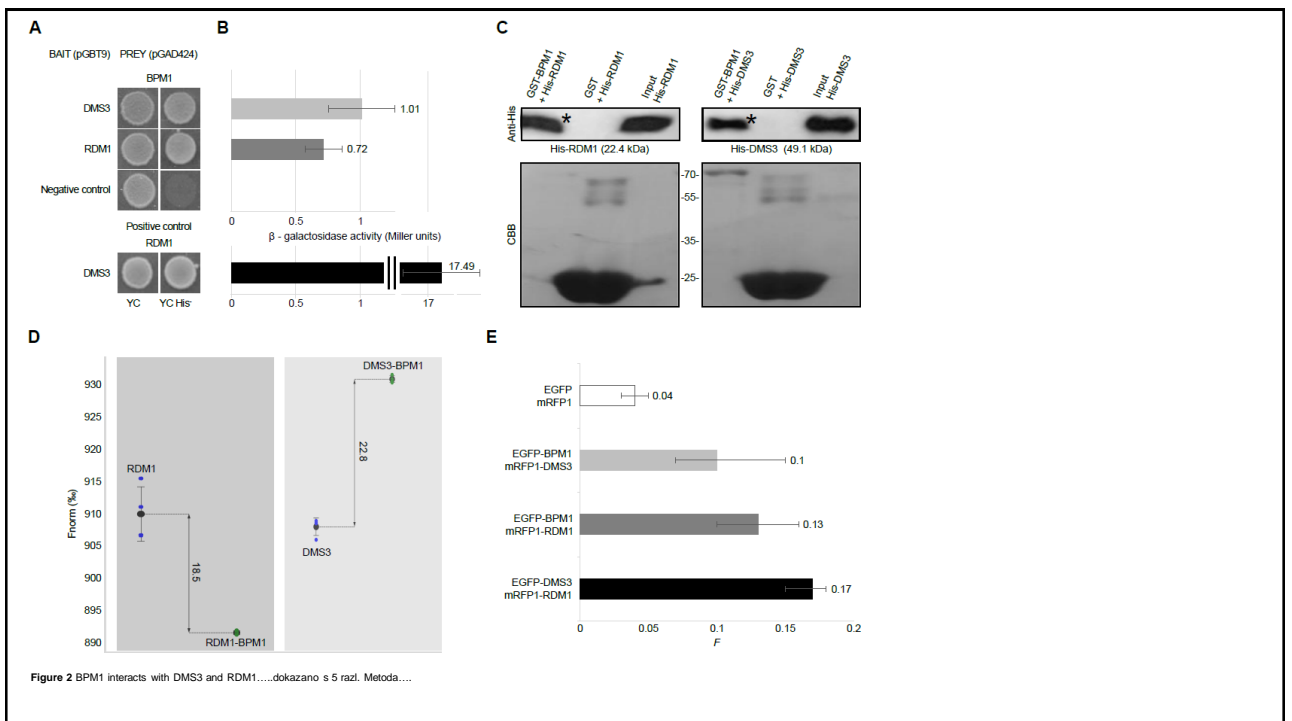 A
BAIT (pGBT9) PREY (pGAD424)
BPM1
DMS3
RDM1
Negative control
Positive control
RDM1
DMS3
YC YC His-
B
1.01
0.72
0 0.5 1
β - galactosidase activity (Miller units)
17.49
0 0.5 1 17
C
GST-BPM1
+ His-RDM1
GST
+ His-RDM1
Input
His-RDM1
GST-BPM1
+ His-DMS3
GST
+ His-DMS3
Input
His-DMS3
Anti-His
*
*
His-RDM1 (22.4 kDa)
His-DMS3 (49.1 kDa)
CBB
-70-
-55-
-35-
-25-
D
Fnorm (‰)
930
925
920
915
910
905
900
895
890
RDM1
18.5
RDM1-BPM1
DMS3-BPM1
22.8
DMS3
E
EGFP
mRFP1
0.04
EGFP-BPM1
mRFP1-DMS3
0.1
EGFP-BPM1
mRFP1-RDM1
0.13
EGFP-DMS3
mRFP1-RDM1
0.17
0 0.05 0.1 0.15 0.2
F
Figure 2 BPM1 interacts with DMS3 and RDM1…..dokazano s 5 razl. Metoda….